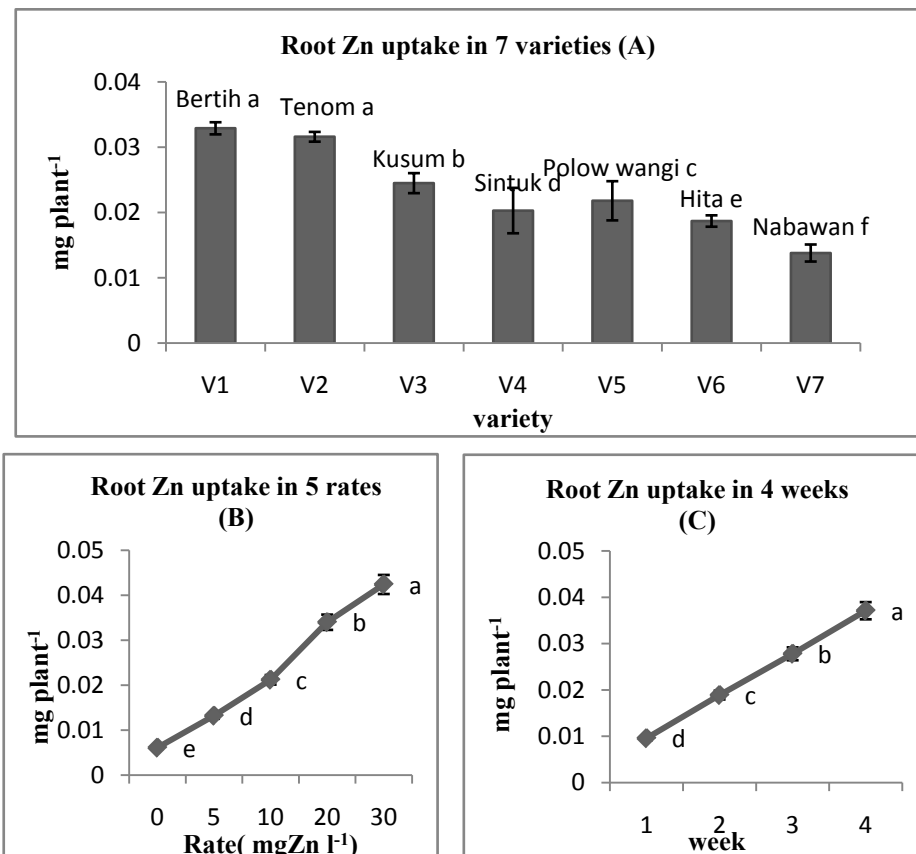 Root Zn uptake in 7 varieties (A)
mg plant⁻¹
0.04
0.03
0.02
0.01
0
Bertih a
Tenom a
Kusum b
Sintuk d
Polow wangi c
Hita e
Nabawan f
V1 V2 V3 V4 V5 V6 V7
variety
Root Zn uptake in 5 rates
(B)
mg plant⁻¹
0.05
0.04
0.03
0.02
0.01
0
e
d
c
b
a
0 5 10 20 30
Rate( mgZn l⁻¹)
Root Zn uptake in 4 weeks
(C)
mg plant⁻¹
0.05
0.04
0.03
0.02
0.01
0
d
c
b
a
1 2 3 4
week